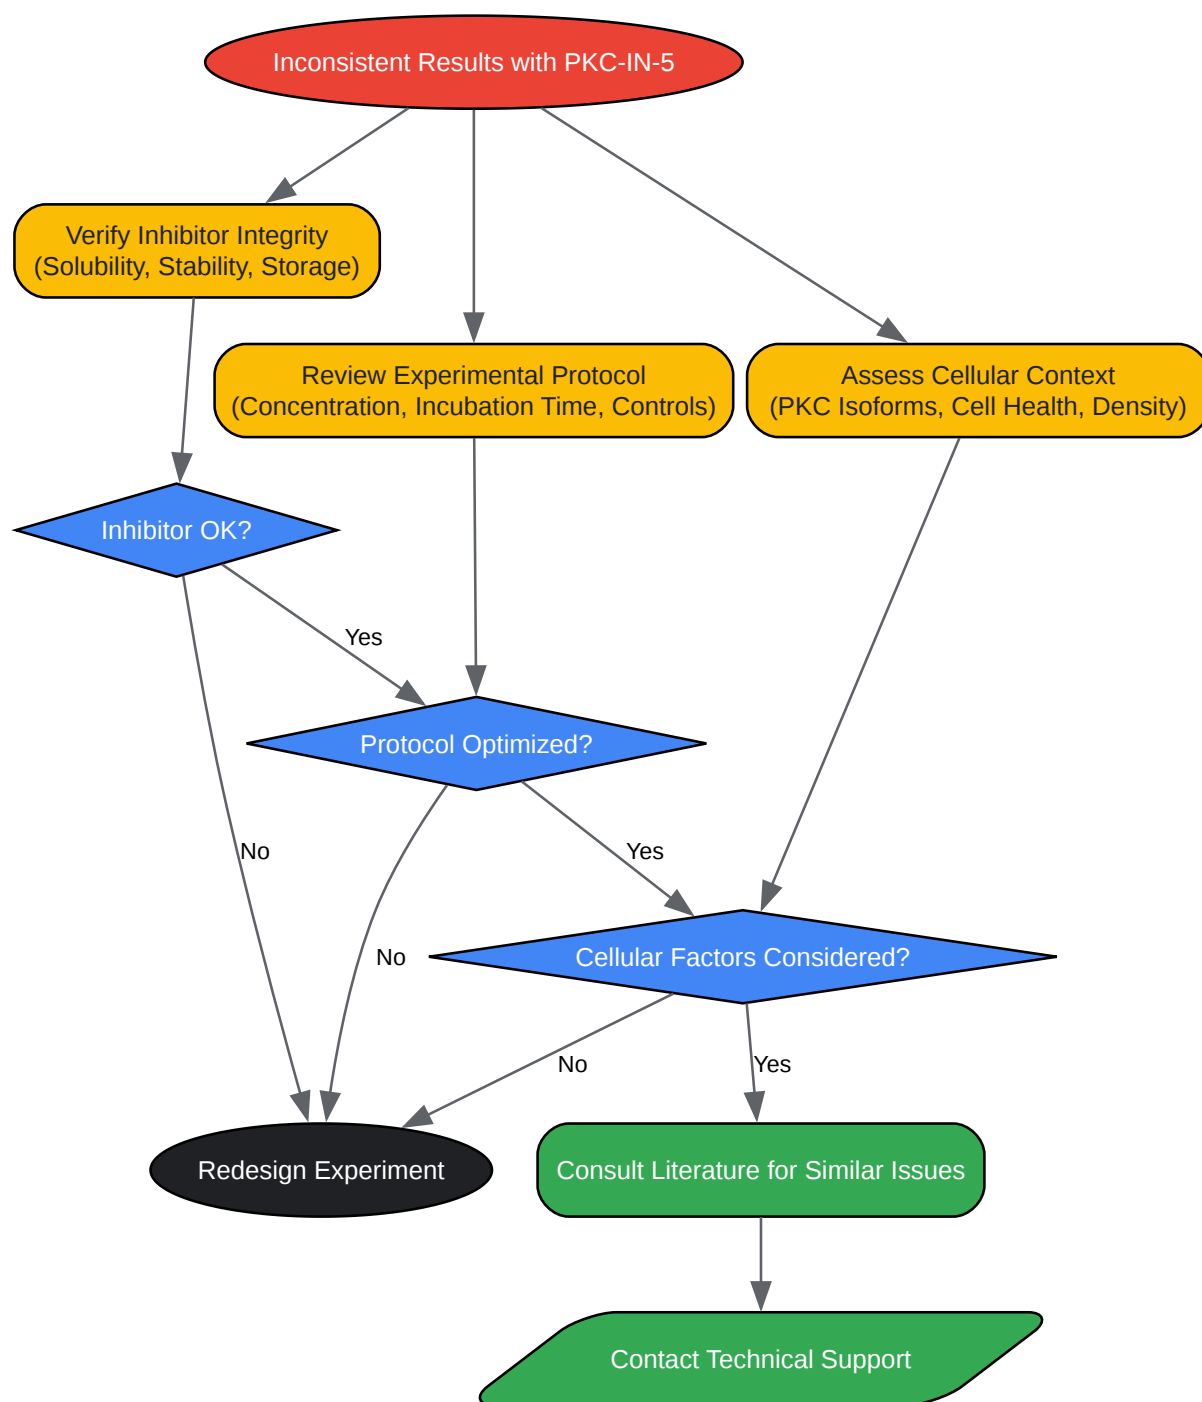 Inconsistent Results with PKC-IN-5
Verify Inhibitor Integrity
(Solubility, Stability, Storage)
Review Experimental Protocol
(Concentration, Incubation Time, Controls)
Assess Cellular Context
(PKC Isoforms, Cell Health, Density)
Inhibitor OK?
Yes
Protocol Optimized?
No
Yes
No
Cellular Factors Considered?
No
Yes
Redesign Experiment
Consult Literature for Similar Issues
Contact Technical Support